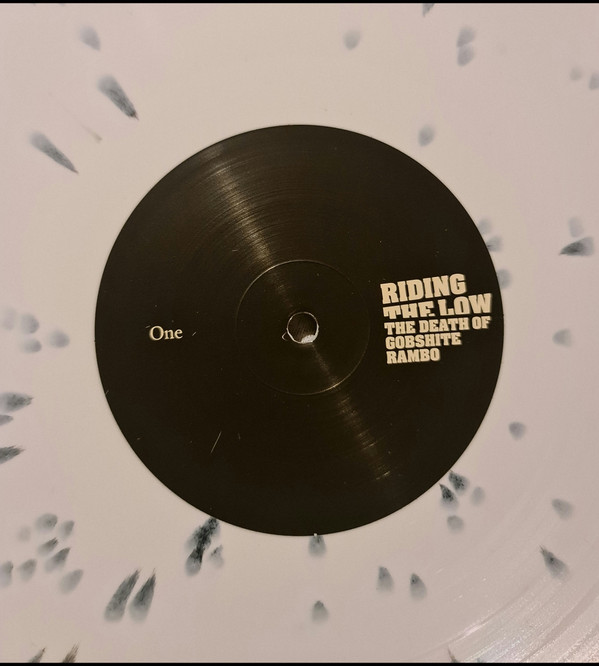 One
RIDING
THE LOW
THE DEATH OF
GOBSHITE
RAMBO